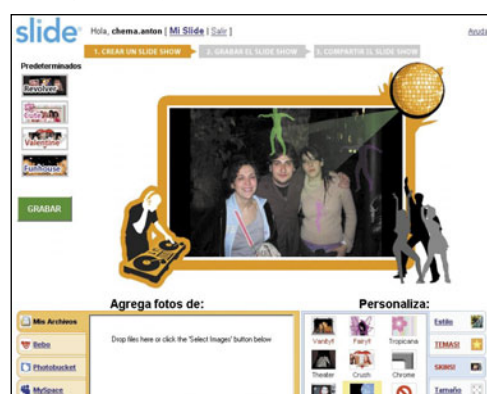 slide
Hola, chema.anton [ Mi Slide | Salir ]
Ayuda
1. CREAR UN SLIDE SHOW
2. GRABAR EL SLIDE SHOW
3. COMPARTIR EL SLIDE SHOW
Predeterminados
Revolver
Cute
Valentine
Funhouse
GRABAR
Agrega fotos de:
Mis Archivos
Bebo
Photobucket
MySpace
Drop files here or click the 'Select Images' button below
Personaliza:
Vanity!
Fairy!
Tropicana
Theater
Crush
Chrome
Estilo
TEMAS!
SKINS!
Tamaño